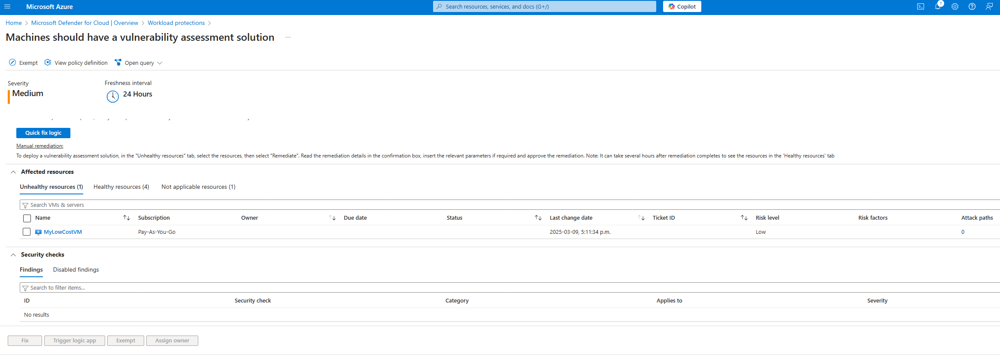 Microsoft Azure
Search resources, services, and docs (G+/)
Copilot
1
Home > Microsoft Defender for Cloud | Overview > Workload protections >
Machines should have a vulnerability assessment solution ...
Exempt View policy definition Open query
Severity Freshness interval
Medium 24 Hours
Quick fix logic
Manual remediation:
To deploy a vulnerability assessment solution, in the "Unhealthy resources" tab, select the resources, then select "Remediate". Read the remediation details in the confirmation box, insert the relevant parameters if required and approve the remediation. Note: It can take several hours after remediation completes to see the resources in the 'Healthy resources' tab
Affected resources
Unhealthy resources (1) Healthy resources (4) Not applicable resources (1)
Search VMs & servers
Name Subscription Owner Due date Status Last change date Ticket ID Risk level Risk factors Attack paths
MyLowCostVM Pay-As-You-Go 2025-03-09, 5:11:34 p.m. Low 0
Security checks
Findings Disabled findings
Search to filter items...
ID Security check Category Applies to Severity
No results
Fix Trigger logic app Exempt Assign owner